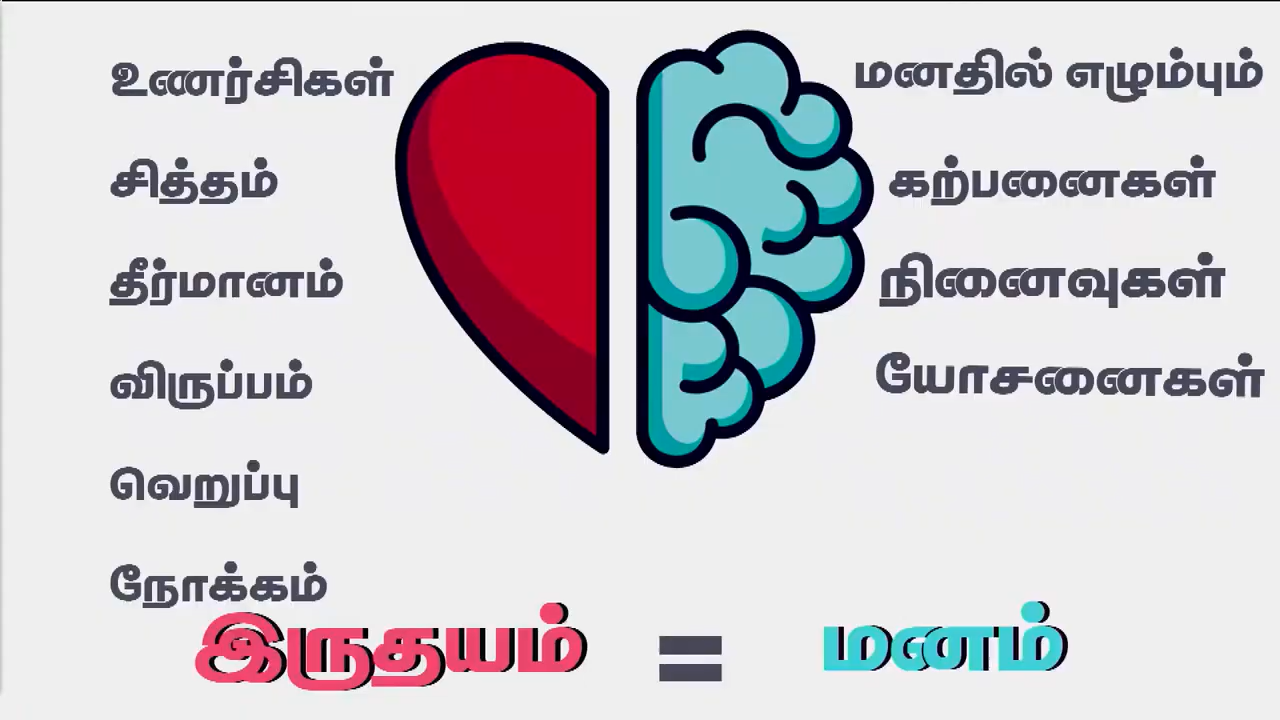 உணர்சிகள்
சித்தம்
தீர்மானம்
விருப்பம்
வெறுப்பு
நோக்கம்
மனதில் எழும்பும்
கற்பனைகள்
நினைவுகள்
யோசனைகள்
இருதயம் = மனம்